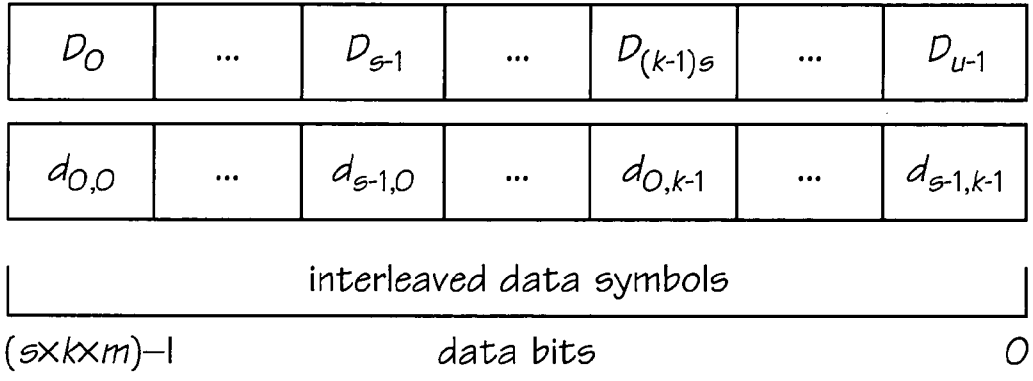 D₀ ... Dₛ₋₁ ... D₍ₖ₋₁₎ₛ ... Dᵤ₋₁
d₀,₀ ... dₛ₋₁,₀ ... d₀,ₖ₋₁ ... dₛ₋₁,ₖ₋₁
interleaved data symbols
(s×k×m)–1 data bits 0